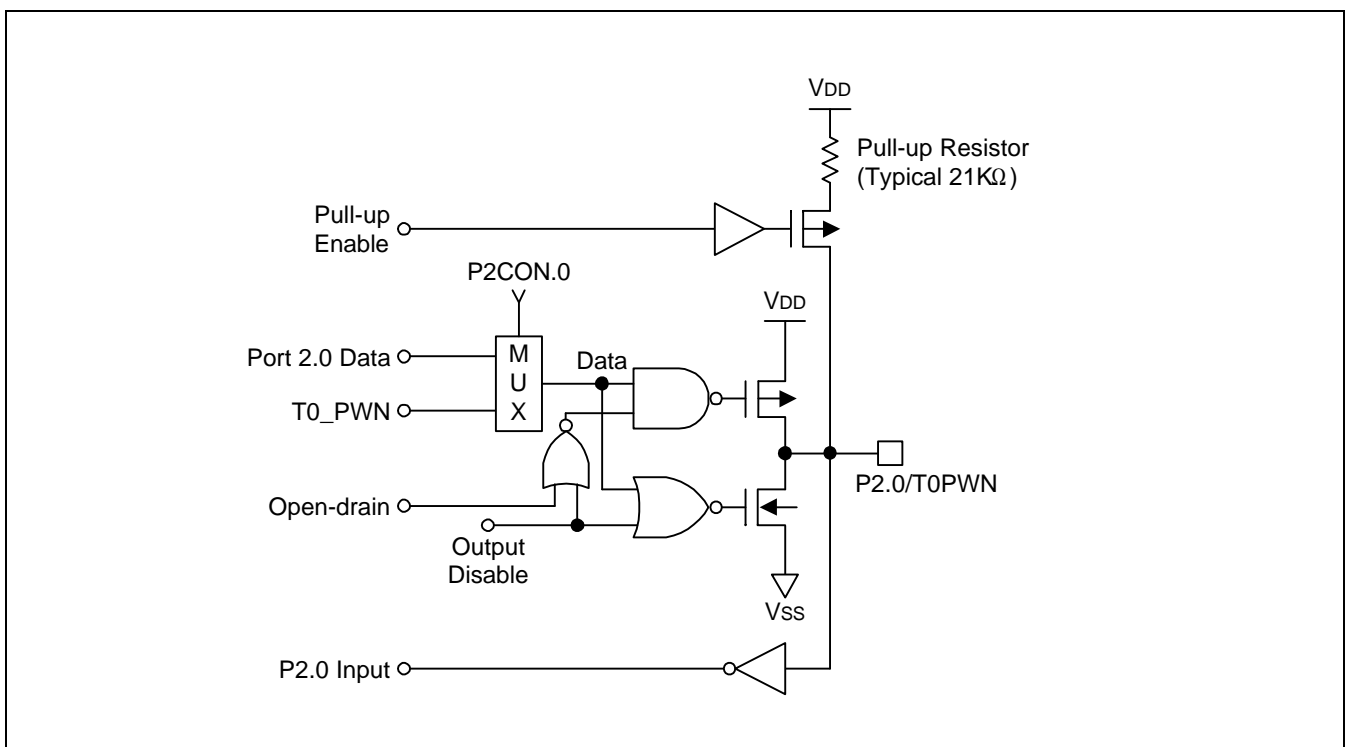 VDD
Pull-up Resistor
(Typical 21KΩ)
Pull-up
Enable
P2CON.0
VDD
Port 2.0 Data
M
U
X
Data
T0_PWN
P2.0/T0PWN
Open-drain
Output
Disable
VSS
P2.0 Input